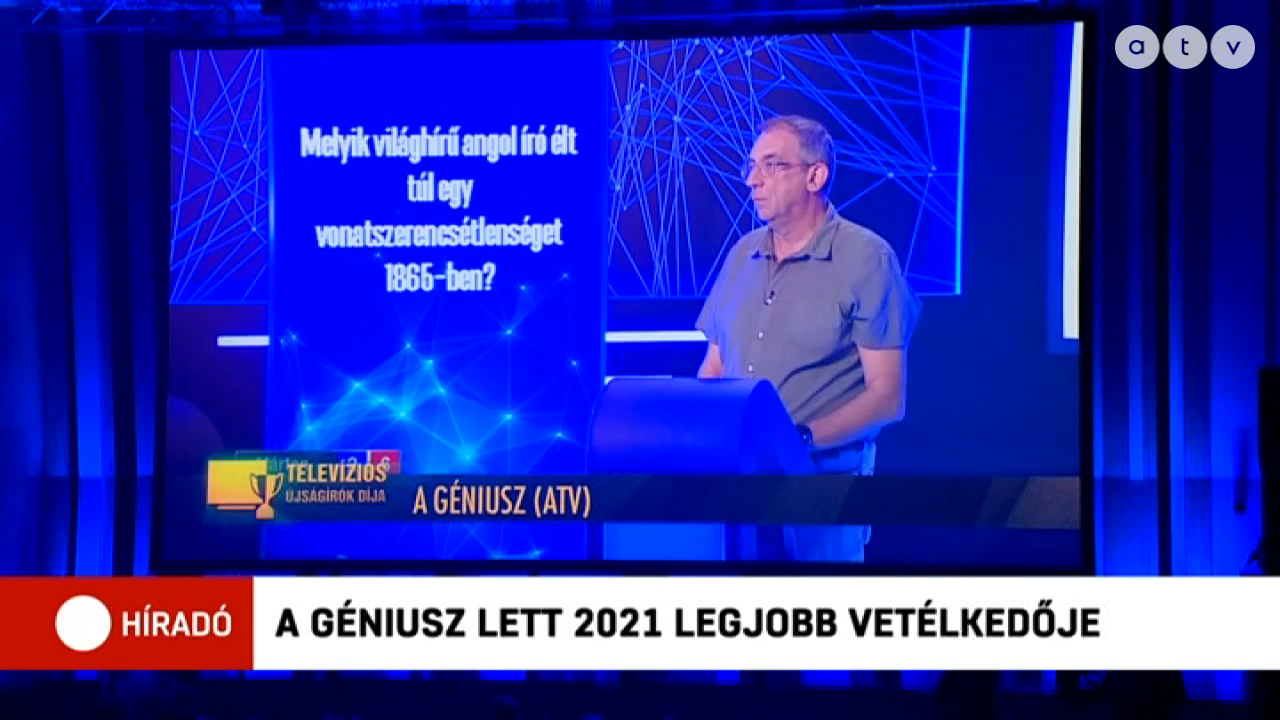 atv
Melyik világhírű angol író élt
túl egy
vonatszerencsétlenséget
1865-ben?
TELEVÍZIÓS
ÚJSÁGÍRÓK DÍJA
A GÉNIUSZ (ATV)
HÍRADÓ
A GÉNIUSZ LETT 2021 LEGJOBB VETÉLKEDŐJE